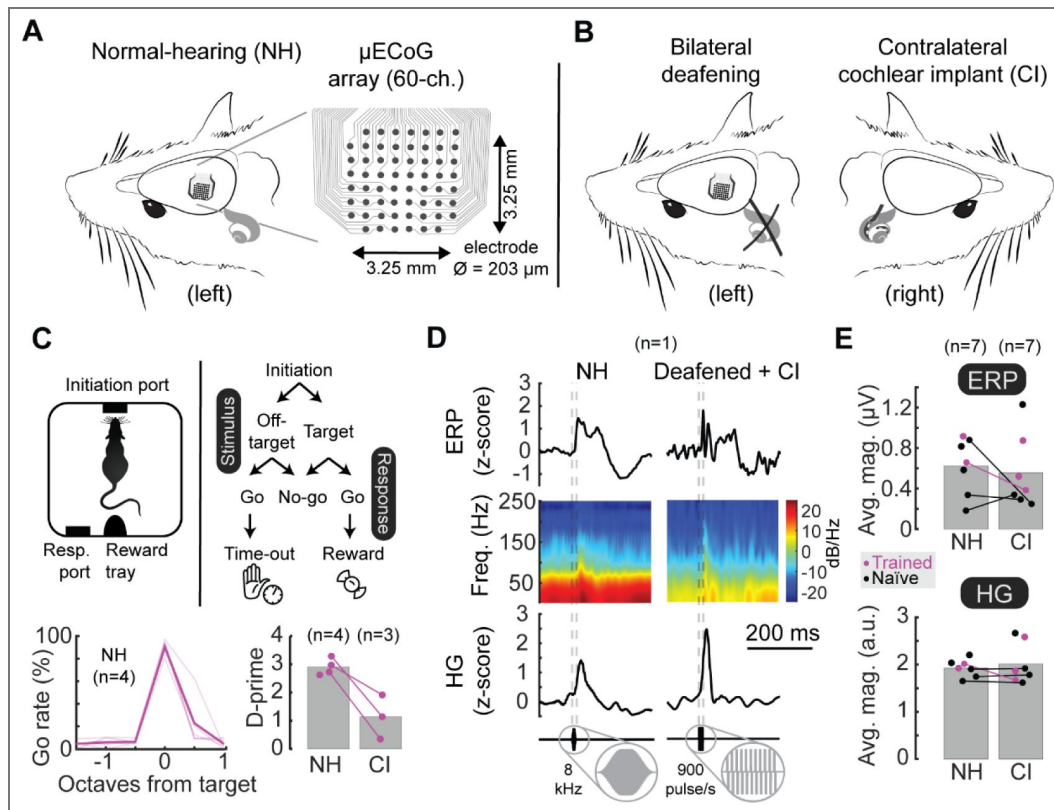 A
Normal-hearing (NH)
µECoG
array (60-ch.)
3.25 mm
3.25 mm
electrode
Ø = 203 µm
(left)
B
Bilateral
deafening
Contralateral
cochlear implant (CI)
(left)
(right)
C
Initiation port
Resp.
port
Reward
tray
Initiation
Stimulus
Off-
target
Target
Response
Go
No-go
Go
Time-out
Reward
100
Go rate (%)
0
NH
(n=4)
-1
0
1
Octaves from target
D-prime
4
3
2
1
0
(n=4)
(n=3)
NH
CI
D
(n=1)
NH
Deafened + CI
ERP
(z-score)
2
1
0
-1
Freq. (Hz)
250
150
50
20
10
0
-10
-20
dB/Hz
HG
(z-score)
3
2
1
0
200 ms
8
kHz
900
pulse/s
E
(n=7)
(n=7)
ERP
Avg. mag. (µV)
1.2
0.8
0.4
0
NH
CI
Trained
Naïve
HG
Avg. mag. (a.u.)
3
2
1
0
NH
CI